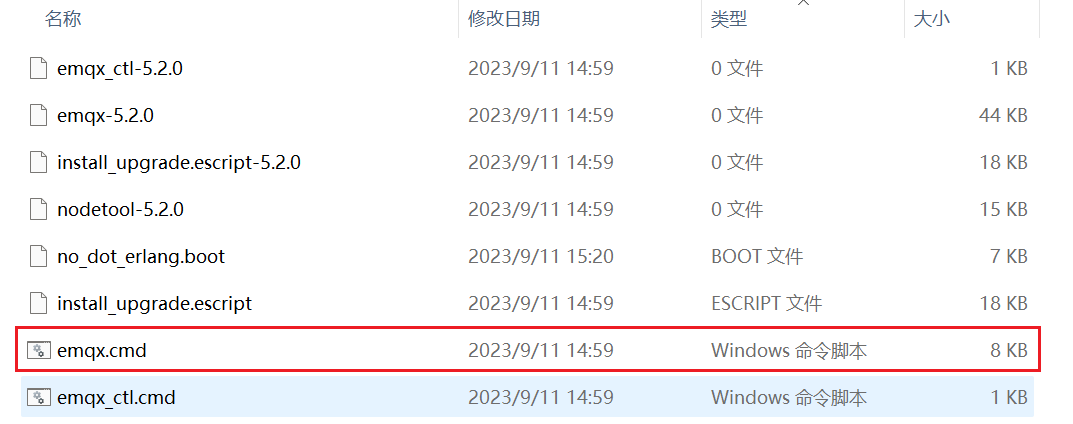 名称 修改日期 类型 大小
emqx_ctl-5.2.0 2023/9/11 14:59 0 文件 1 KB
emqx-5.2.0 2023/9/11 14:59 0 文件 44 KB
install_upgrade.escript-5.2.0 2023/9/11 14:59 0 文件 18 KB
nodetool-5.2.0 2023/9/11 14:59 0 文件 15 KB
no_dot_erlang.boot 2023/9/11 15:20 BOOT 文件 7 KB
install_upgrade.escript 2023/9/11 14:59 ESCRIPT 文件 18 KB
emqx.cmd 2023/9/11 14:59 Windows 命令脚本 8 KB
emqx_ctl.cmd 2023/9/11 14:59 Windows 命令脚本 1 KB